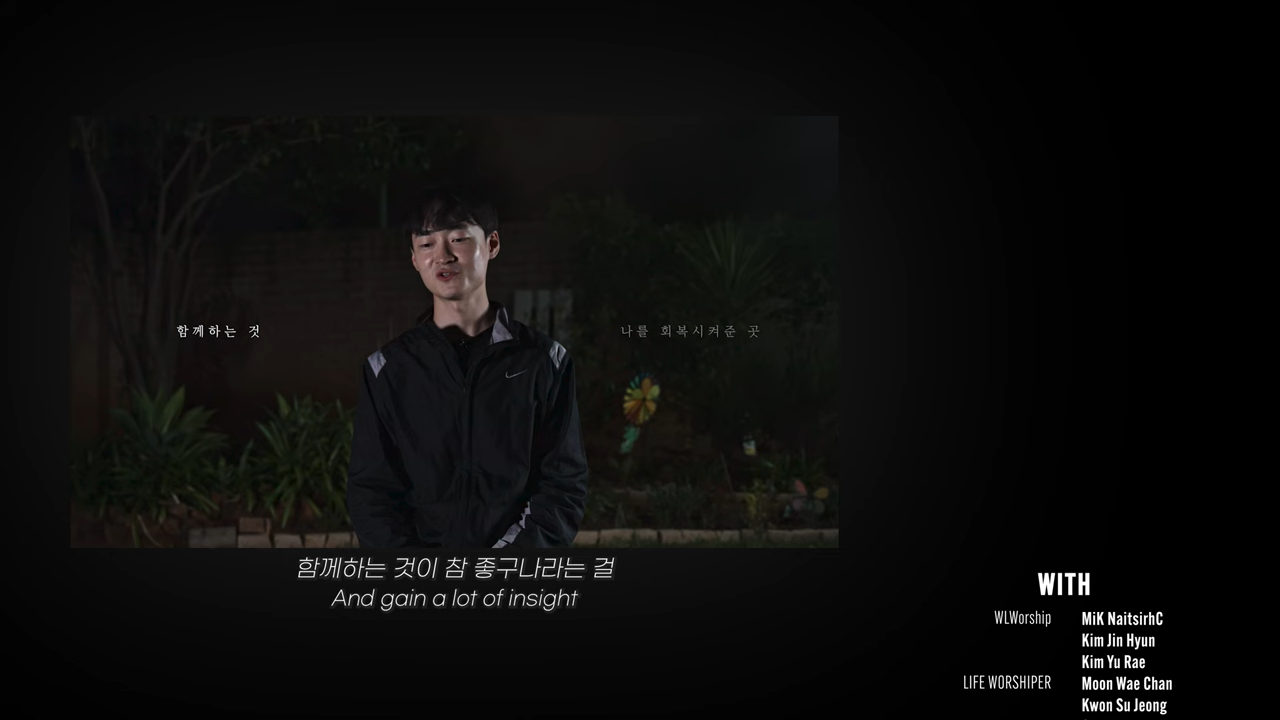 함께하는 것
나를 회복시켜준 곳
함께하는 것이 참 좋구나라는 걸
And gain a lot of insight
WITH
WLWorship
MiK NaitsirhC
Kim Jin Hyun
Kim Yu Rae
LIFE WORSHIPER
Moon Wae Chan
Kwon Su Jeong